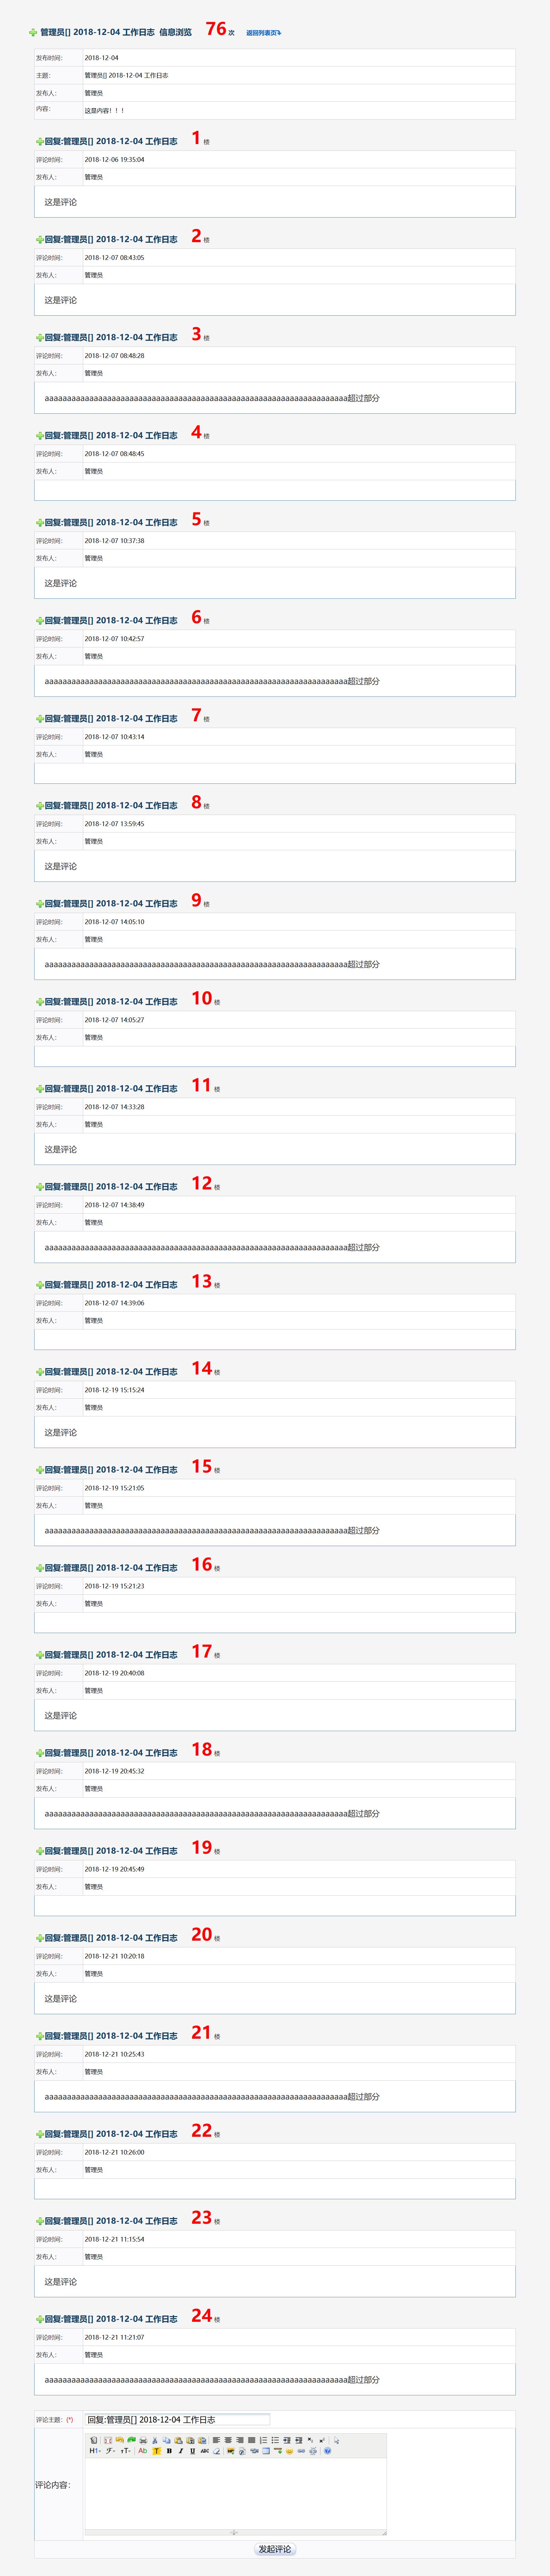 管理员[] 2018-12-04 工作日志 信息浏览 76 次 返回列表页
发布时间: 2018-12-04
主题: 管理员[] 2018-12-04 工作日志
发布人: 管理员
内容: 这是内容！！！
回复:管理员[] 2018-12-04 工作日志 1 楼
评论时间: 2018-12-06 19:35:04
发布人: 管理员
这是评论
回复:管理员[] 2018-12-04 工作日志 2 楼
评论时间: 2018-12-07 08:43:05
发布人: 管理员
这是评论
回复:管理员[] 2018-12-04 工作日志 3 楼
评论时间: 2018-12-07 08:48:28
发布人: 管理员
aaaaaaaaaaaaaaaaaaaaaaaaaaaaaaaaaaaaaaaaaaaaaaaaaaaaaaaaaaaaaaaaaaaa超过部分
回复:管理员[] 2018-12-04 工作日志 4 楼
评论时间: 2018-12-07 08:48:45
发布人: 管理员
回复:管理员[] 2018-12-04 工作日志 5 楼
评论时间: 2018-12-07 10:37:38
发布人: 管理员
这是评论
回复:管理员[] 2018-12-04 工作日志 6 楼
评论时间: 2018-12-07 10:42:57
发布人: 管理员
aaaaaaaaaaaaaaaaaaaaaaaaaaaaaaaaaaaaaaaaaaaaaaaaaaaaaaaaaaaaaaaaaaaa超过部分
回复:管理员[] 2018-12-04 工作日志 7 楼
评论时间: 2018-12-07 10:43:14
发布人: 管理员
回复:管理员[] 2018-12-04 工作日志 8 楼
评论时间: 2018-12-07 13:59:45
发布人: 管理员
这是评论
回复:管理员[] 2018-12-04 工作日志 9 楼
评论时间: 2018-12-07 14:05:10
发布人: 管理员
aaaaaaaaaaaaaaaaaaaaaaaaaaaaaaaaaaaaaaaaaaaaaaaaaaaaaaaaaaaaaaaaaaaa超过部分
回复:管理员[] 2018-12-04 工作日志 10 楼
评论时间: 2018-12-07 14:05:27
发布人: 管理员
回复:管理员[] 2018-12-04 工作日志 11 楼
评论时间: 2018-12-07 14:33:28
发布人: 管理员
这是评论
回复:管理员[] 2018-12-04 工作日志 12 楼
评论时间: 2018-12-07 14:38:49
发布人: 管理员
aaaaaaaaaaaaaaaaaaaaaaaaaaaaaaaaaaaaaaaaaaaaaaaaaaaaaaaaaaaaaaaaaaaa超过部分
回复:管理员[] 2018-12-04 工作日志 13 楼
评论时间: 2018-12-07 14:39:06
发布人: 管理员
回复:管理员[] 2018-12-04 工作日志 14 楼
评论时间: 2018-12-19 15:15:24
发布人: 管理员
这是评论
回复:管理员[] 2018-12-04 工作日志 15 楼
评论时间: 2018-12-19 15:21:05
发布人: 管理员
aaaaaaaaaaaaaaaaaaaaaaaaaaaaaaaaaaaaaaaaaaaaaaaaaaaaaaaaaaaaaaaaaaaa超过部分
回复:管理员[] 2018-12-04 工作日志 16 楼
评论时间: 2018-12-19 15:21:23
发布人: 管理员
回复:管理员[] 2018-12-04 工作日志 17 楼
评论时间: 2018-12-19 20:40:08
发布人: 管理员
这是评论
回复:管理员[] 2018-12-04 工作日志 18 楼
评论时间: 2018-12-19 20:45:32
发布人: 管理员
aaaaaaaaaaaaaaaaaaaaaaaaaaaaaaaaaaaaaaaaaaaaaaaaaaaaaaaaaaaaaaaaaaaa超过部分
回复:管理员[] 2018-12-04 工作日志 19 楼
评论时间: 2018-12-19 20:45:49
发布人: 管理员
回复:管理员[] 2018-12-04 工作日志 20 楼
评论时间: 2018-12-21 10:20:18
发布人: 管理员
这是评论
回复:管理员[] 2018-12-04 工作日志 21 楼
评论时间: 2018-12-21 10:25:43
发布人: 管理员
aaaaaaaaaaaaaaaaaaaaaaaaaaaaaaaaaaaaaaaaaaaaaaaaaaaaaaaaaaaaaaaaaaaa超过部分
回复:管理员[] 2018-12-04 工作日志 22 楼
评论时间: 2018-12-21 10:26:00
发布人: 管理员
回复:管理员[] 2018-12-04 工作日志 23 楼
评论时间: 2018-12-21 11:15:54
发布人: 管理员
这是评论
回复:管理员[] 2018-12-04 工作日志 24 楼
评论时间: 2018-12-21 11:21:07
发布人: 管理员
aaaaaaaaaaaaaaaaaaaaaaaaaaaaaaaaaaaaaaaaaaaaaaaaaaaaaaaaaaaaaaaaaaaa超过部分
评论主题: (*) 回复:管理员[] 2018-12-04 工作日志
评论内容:
发起评论